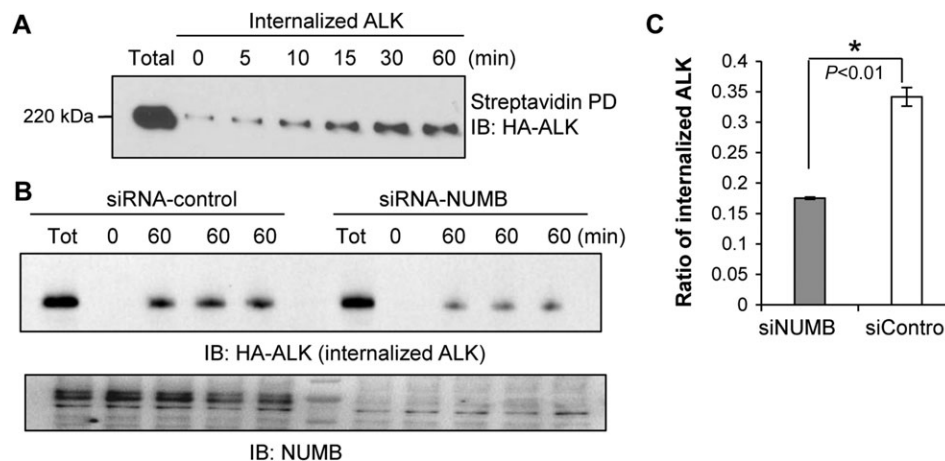 A
Internalized ALK
Total 0 5 10 15 30 60 (min)
220 kDa
Streptavidin PD
IB: HA-ALK
B
siRNA-control siRNA-NUMB
Tot 0 60 60 60 Tot 0 60 60 60 (min)
IB: HA-ALK (internalized ALK)
IB: NUMB
C
*
P<0.01
Ratio of internalized ALK
0.4
0.35
0.3
0.25
0.2
0.15
0.1
0.05
0
siNUMB siControl